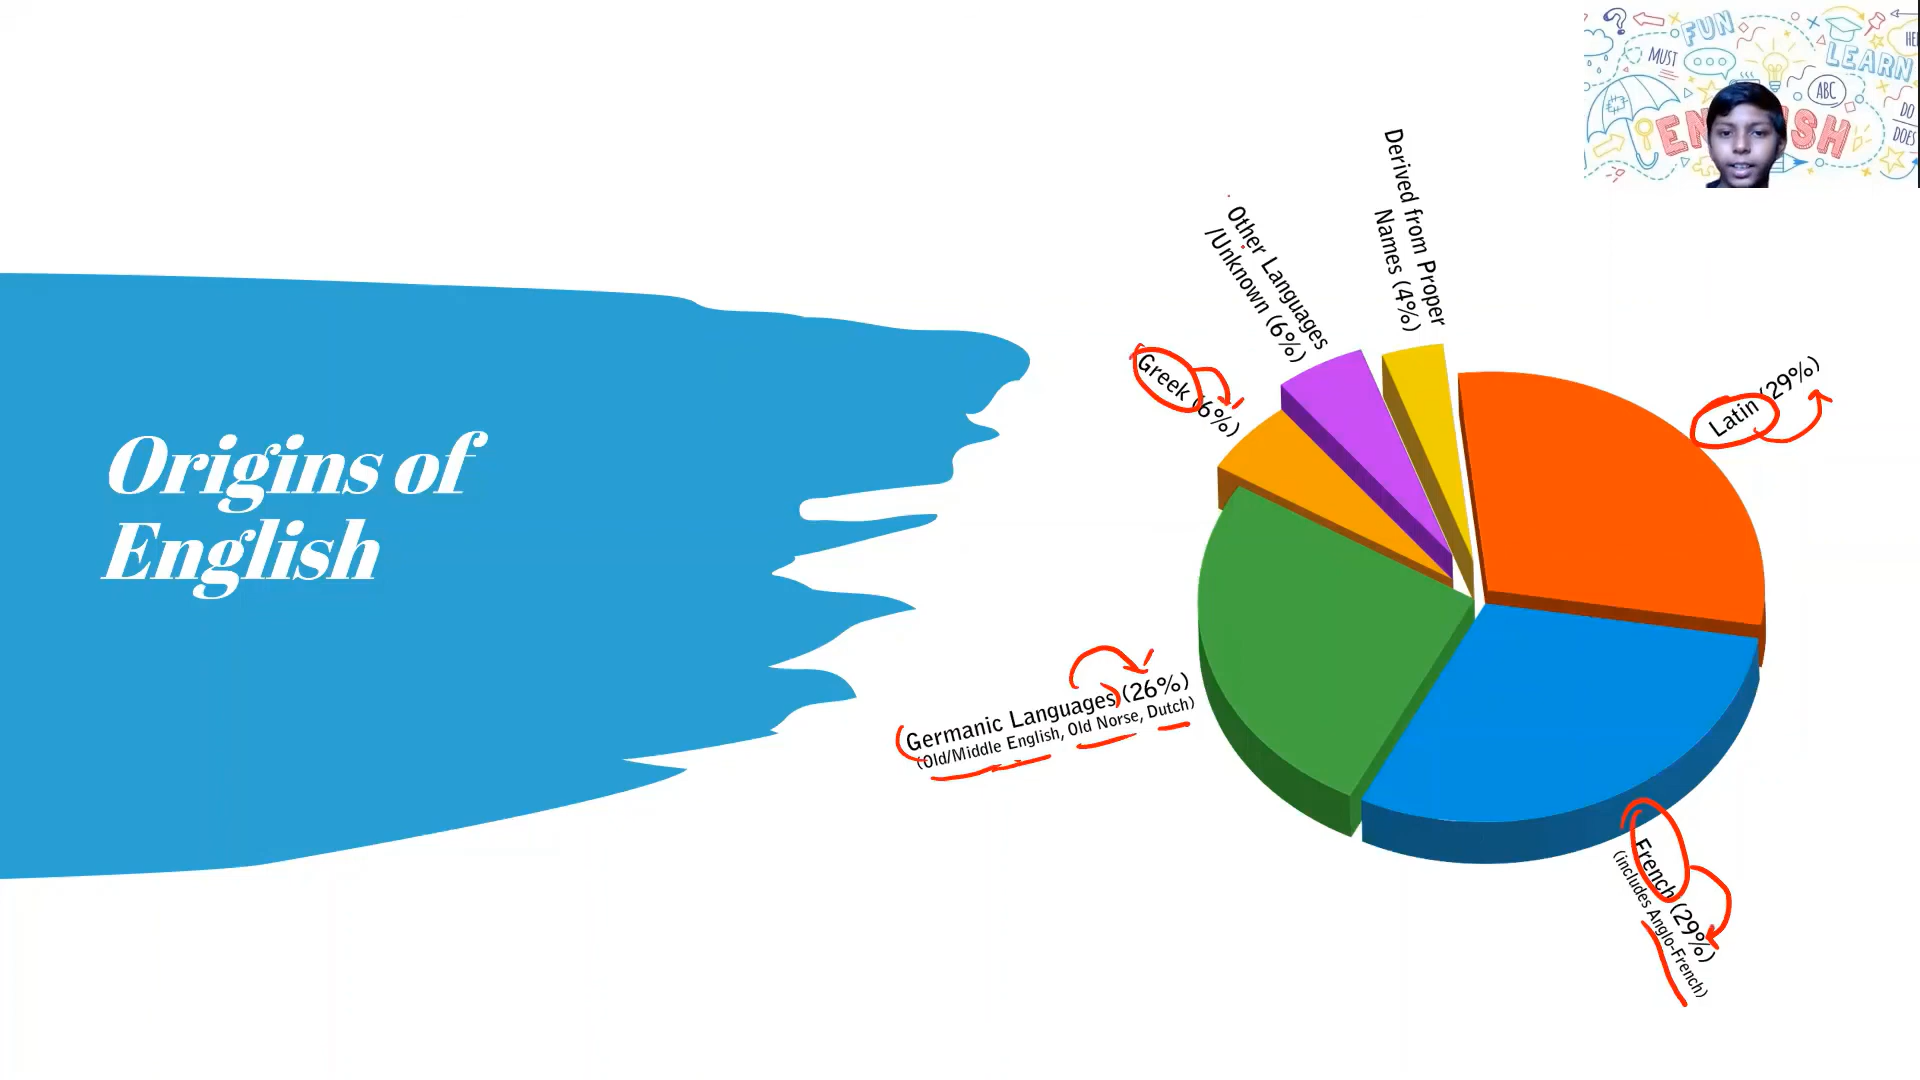 Origins of
English
Derived from Proper
Names (4%)
Other Languages
/Unknown (6%)
Greek (6%)
Latin (29%)
Germanic Languages (26%)
(Old/Middle English, Old Norse, Dutch)
French (29%)
(includes Anglo-French)
FUN
MUST
LEARN
ABC
DO
DOES